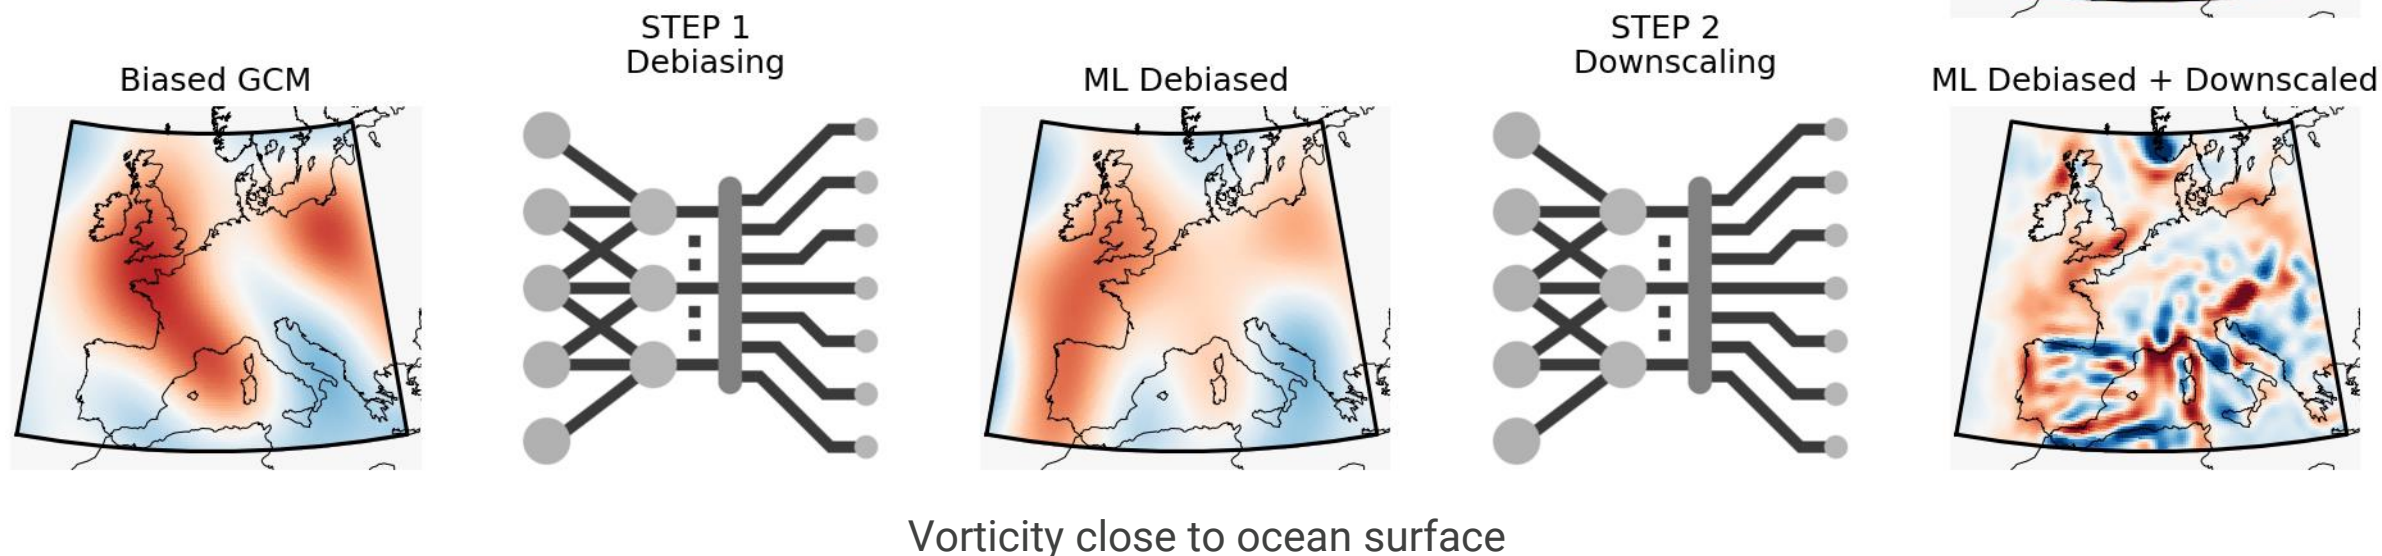 STEP 1
Debiasing
STEP 2
Downscaling
Biased GCM
ML Debiased
ML Debiased + Downscaled
Vorticity close to ocean surface